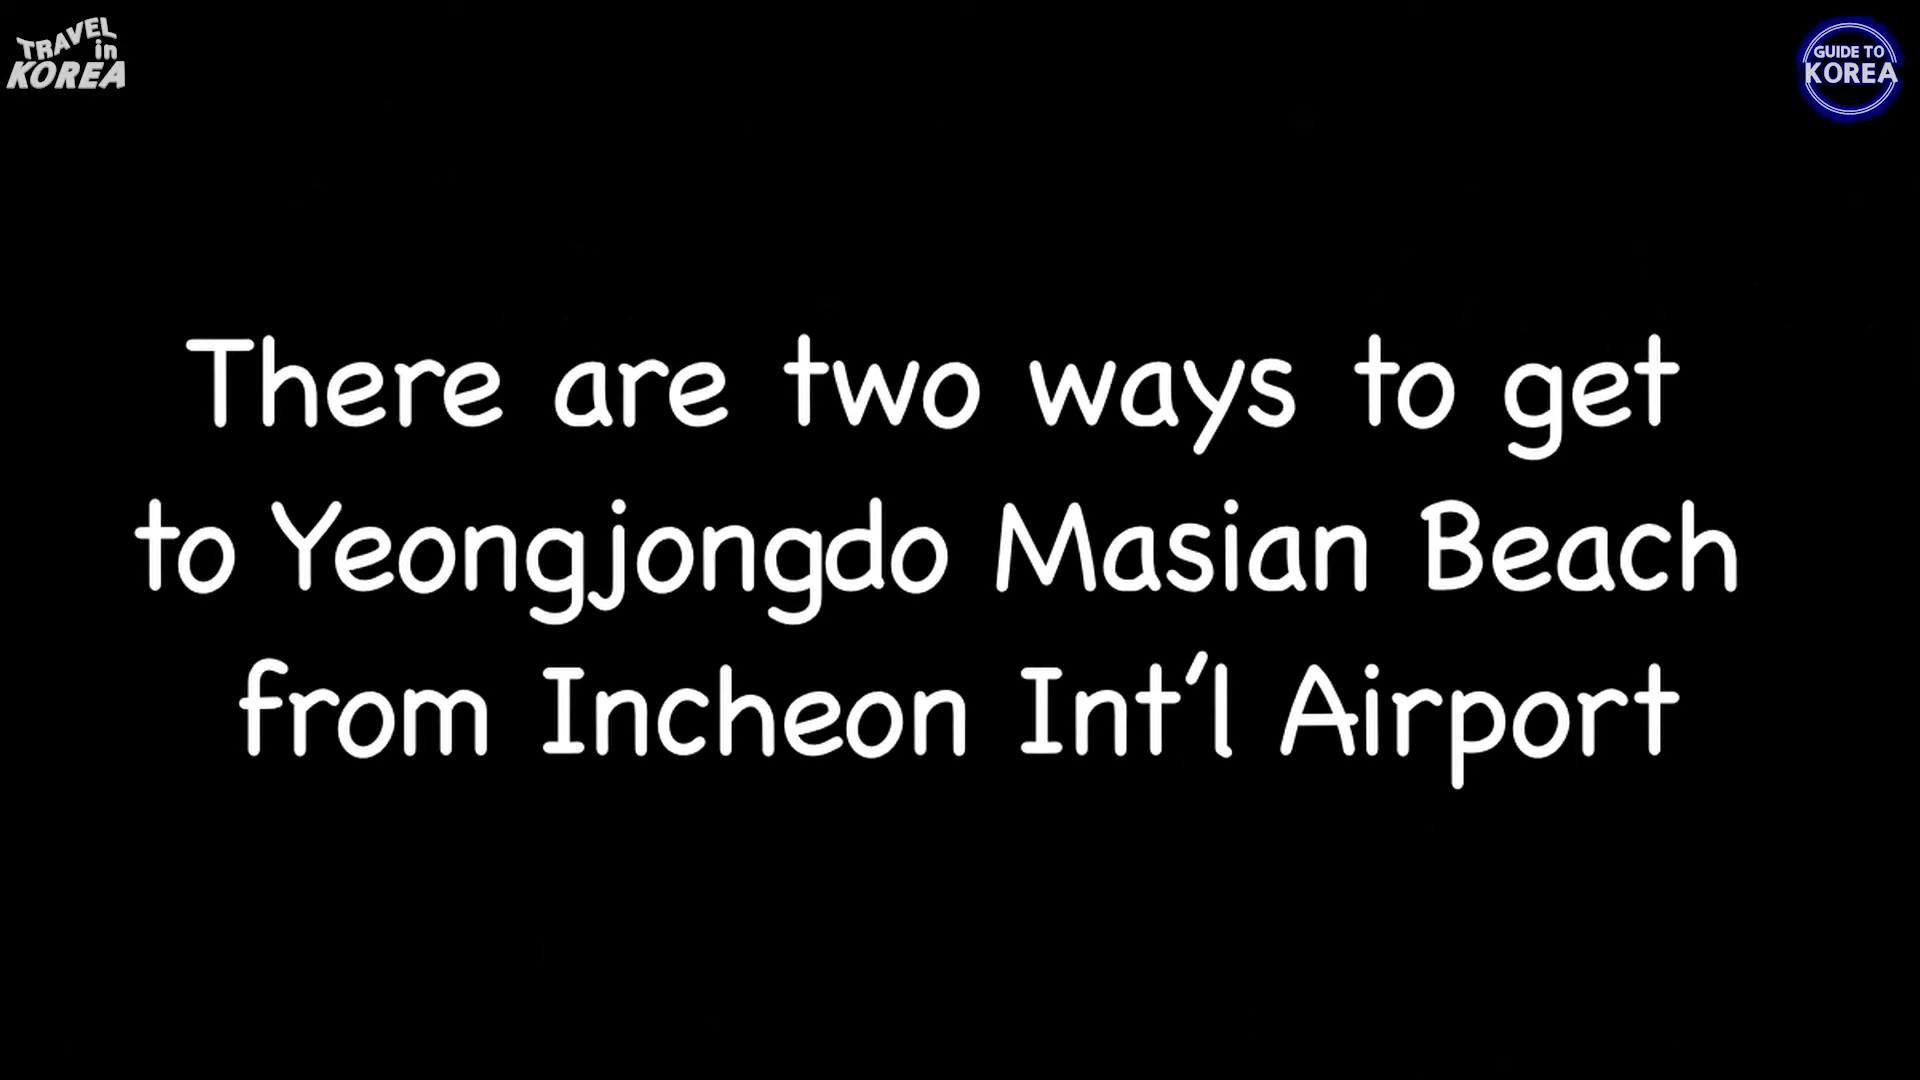 TRAVEL
in
KOREA
GUIDE TO
KOREA
There are two ways to get
to Yeongjongdo Masian Beach
from Incheon Int'l Airport